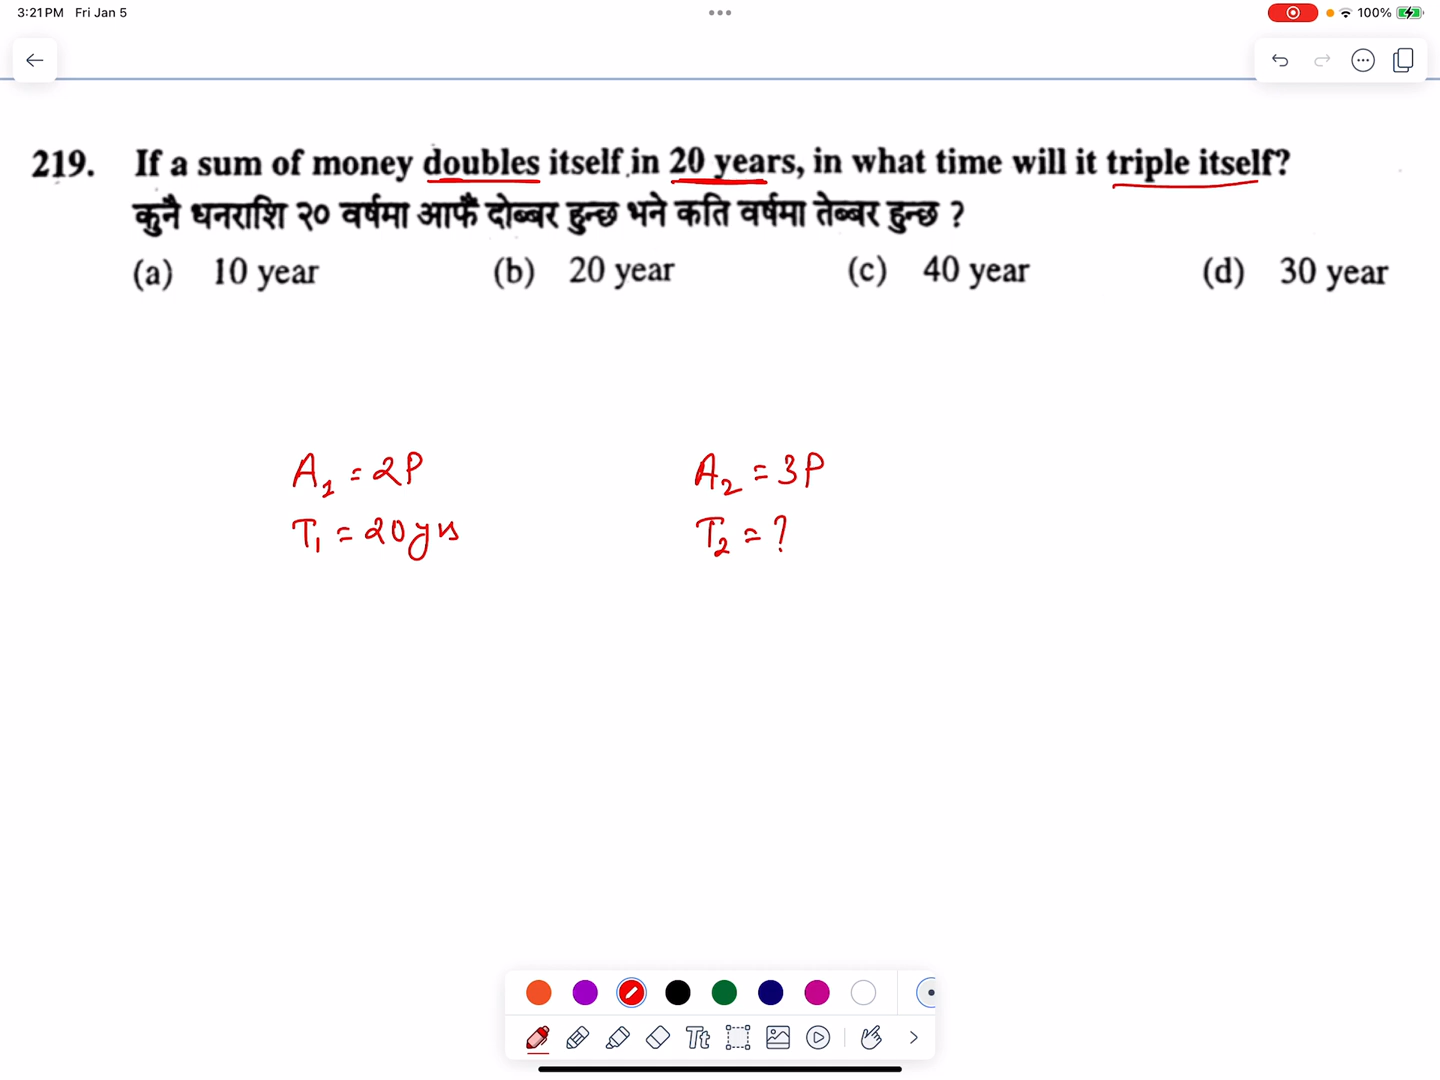 3:21 PM Fri Jan 5
100%
219. If a sum of money doubles itself in 20 years, in what time will it triple itself?
कुनै धनराशि २० वर्षमा आफैँ दोब्बर हुन्छ भने कति वर्षमा तेब्बर हुन्छ ?
(a) 10 year (b) 20 year (c) 40 year (d) 30 year
A₁ = 2P A₂ = 3P
T₁ = 20 yrs T₂ = ?
Tt